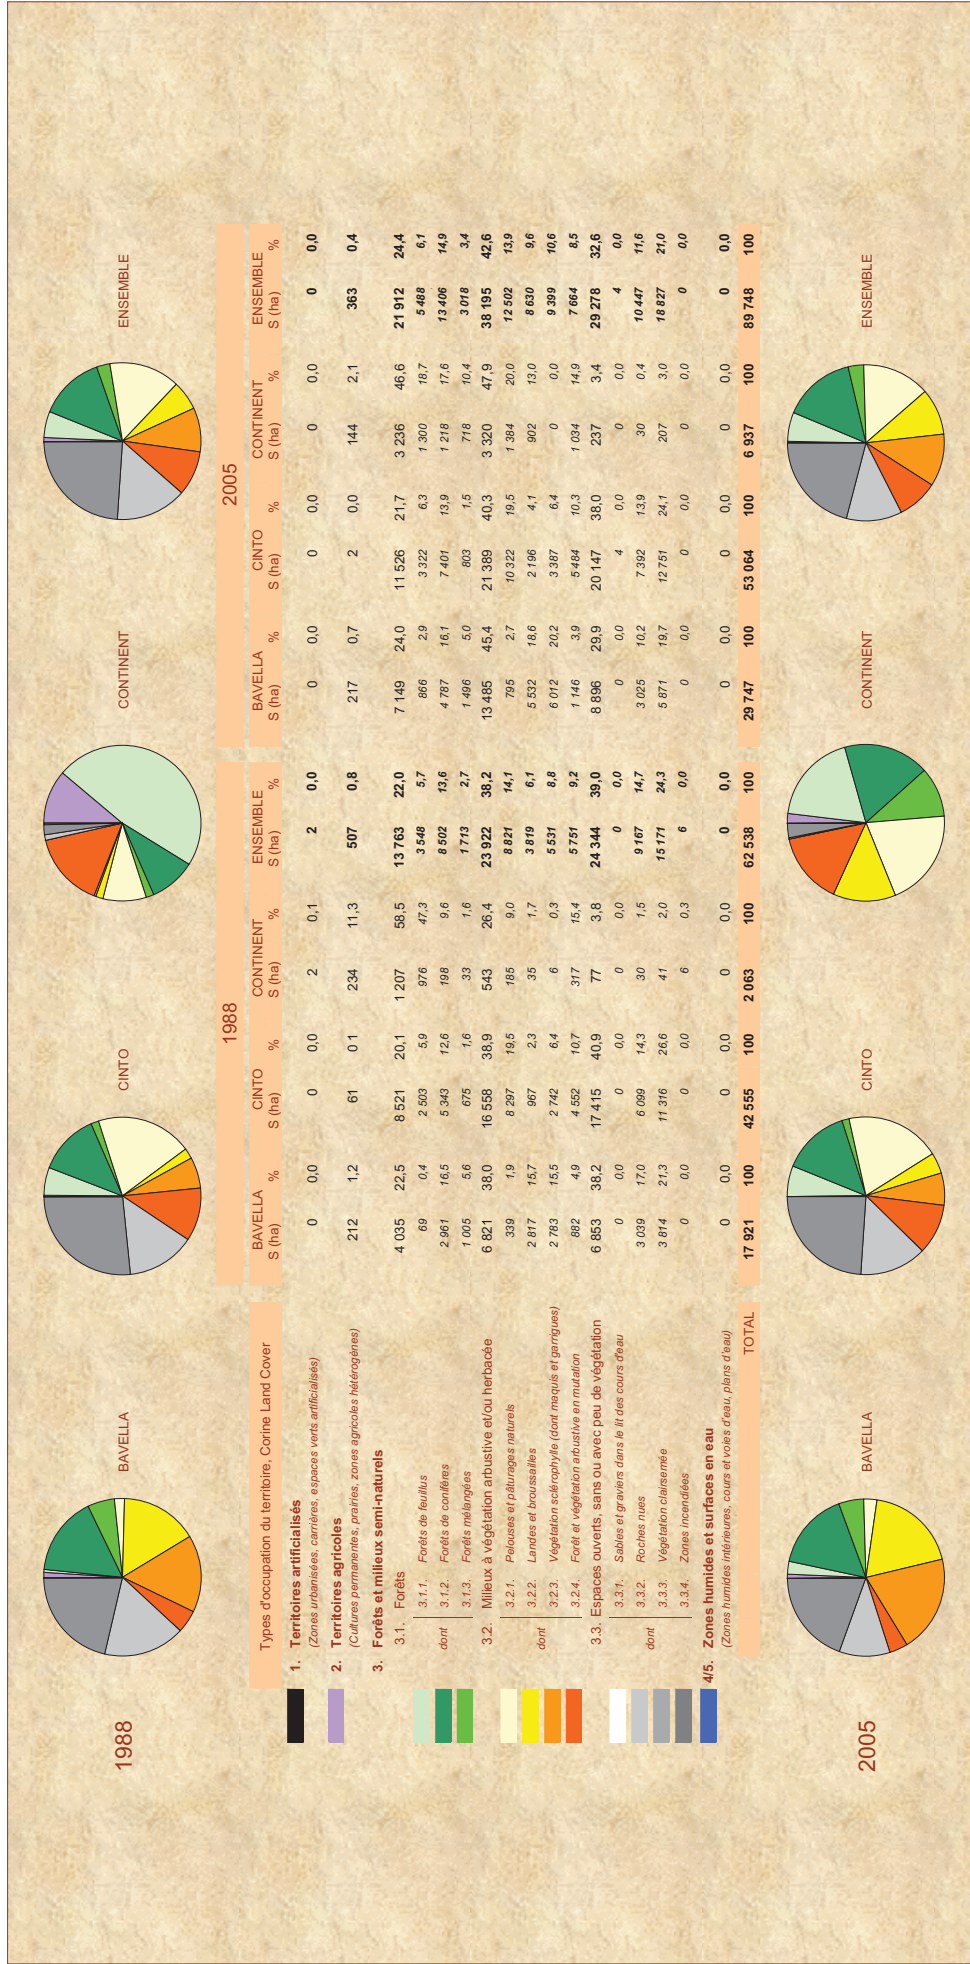 1988
BAVELLA
CINTO
CONTINENT
ENSEMBLE
1988 2005
Types d'occupation du territoire, Corine Land Cover BAVELLA CINTO CONTINENT ENSEMBLE BAVELLA CINTO CONTINENT ENSEMBLE
S (ha) % S (ha) % S (ha) % S (ha) % S (ha) % S (ha) % S (ha) % S (ha) %
1. Territoires artificialisés 0 0,0 0 0,0 2 0,1 2 0,0 0 0,0 0 0,0 0 0,0 0 0,0
(Zones urbanisées, carrières, espaces verts artificialisés)
2. Territoires agricoles 212 1,2 61 0 1 234 11,3 507 0,8 217 0,7 2 0,0 144 2,1 363 0,4
(Cultures permanentes, prairies, zones agricoles hétérogènes)
3. Forêts et milieux semi-naturels
3.1. Forêts 4 035 22,5 8 521 20,1 1 207 58,5 13 763 22,0 7 149 24,0 11 526 21,7 3 236 46,6 21 912 24,4
3.1.1. Forêts de feuillus 69 0,4 2 503 5,9 976 47,3 3 548 5,7 866 2,9 3 322 6,3 1 300 18,7 5 488 6,1
dont 3.1.2. Forêts de conifères 2 961 16,5 5 343 12,6 198 9,6 8 502 13,6 4 787 16,1 7 401 13,9 1 218 17,6 13 406 14,9
3.1.3. Forêts mélangées 1 005 5,6 675 1,6 33 1,6 1 713 2,7 1 496 5,0 803 1,5 718 10,4 3 018 3,4
3.2. Milieux à végétation arbustive et/ou herbacée 6 821 38,0 16 558 38,9 543 26,4 23 922 38,2 13 485 45,4 21 389 40,3 3 320 47,9 38 195 42,6
3.2.1. Pelouses et pâturages naturels 339 1,9 8 297 19,5 185 9,0 8 821 14,1 795 2,7 10 322 19,5 1 384 20,0 12 502 13,9
3.2.2. Landes et broussailles 2 817 15,7 967 2,3 35 1,7 3 819 6,1 5 532 18,6 2 196 4,1 902 13,0 8 630 9,6
dont 3.2.3. Végétation sclérophylle (dont maquis et garrigues) 2 783 15,5 2 742 6,4 6 0,3 5 531 8,8 6 012 20,2 3 387 6,4 0 0,0 9 399 10,6
3.2.4. Forêt et végétation arbustive en mutation 882 4,9 4 552 10,7 317 15,4 5 751 9,2 1 146 3,9 5 484 10,3 1 034 14,9 7 664 8,5
3.3. Espaces ouverts, sans ou avec peu de végétation 6 853 38,2 17 415 40,9 77 3,8 24 344 39,0 8 896 29,9 20 147 38,0 237 3,4 29 278 32,6
3.3.1. Sables et graviers dans le lit des cours d'eau 0 0,0 0 0,0 0 0,0 0 0,0 0 0,0 4 0,0 0 0,0 4 0,0
3.3.2. Roches nues 3 039 17,0 6 099 14,3 30 1,5 9 167 14,7 3 025 10,2 7 392 13,9 30 0,4 10 447 11,6
dont 3.3.3. Végétation clairsemée 3 814 21,3 11 316 26,6 41 2,0 15 171 24,3 5 871 19,7 12 751 24,1 207 3,0 18 827 21,0
3.3.4. Zones incendiées 0 0,0 0 0,0 6 0,3 6 0,0 0 0,0 0 0,0 0 0,0 0 0,0
4/5. Zones humides et surfaces en eau 0 0,0 0 0,0 0 0,0 0 0,0 0 0,0 0 0,0 0 0,0 0 0,0
(Zones humides intérieures, cours et voies d'eau, plans d'eau)
TOTAL 17 921 100 42 555 100 2 063 100 62 538 100 29 747 100 53 064 100 6 937 100 89 748 100
2005
BAVELLA
CINTO
CONTINENT
ENSEMBLE